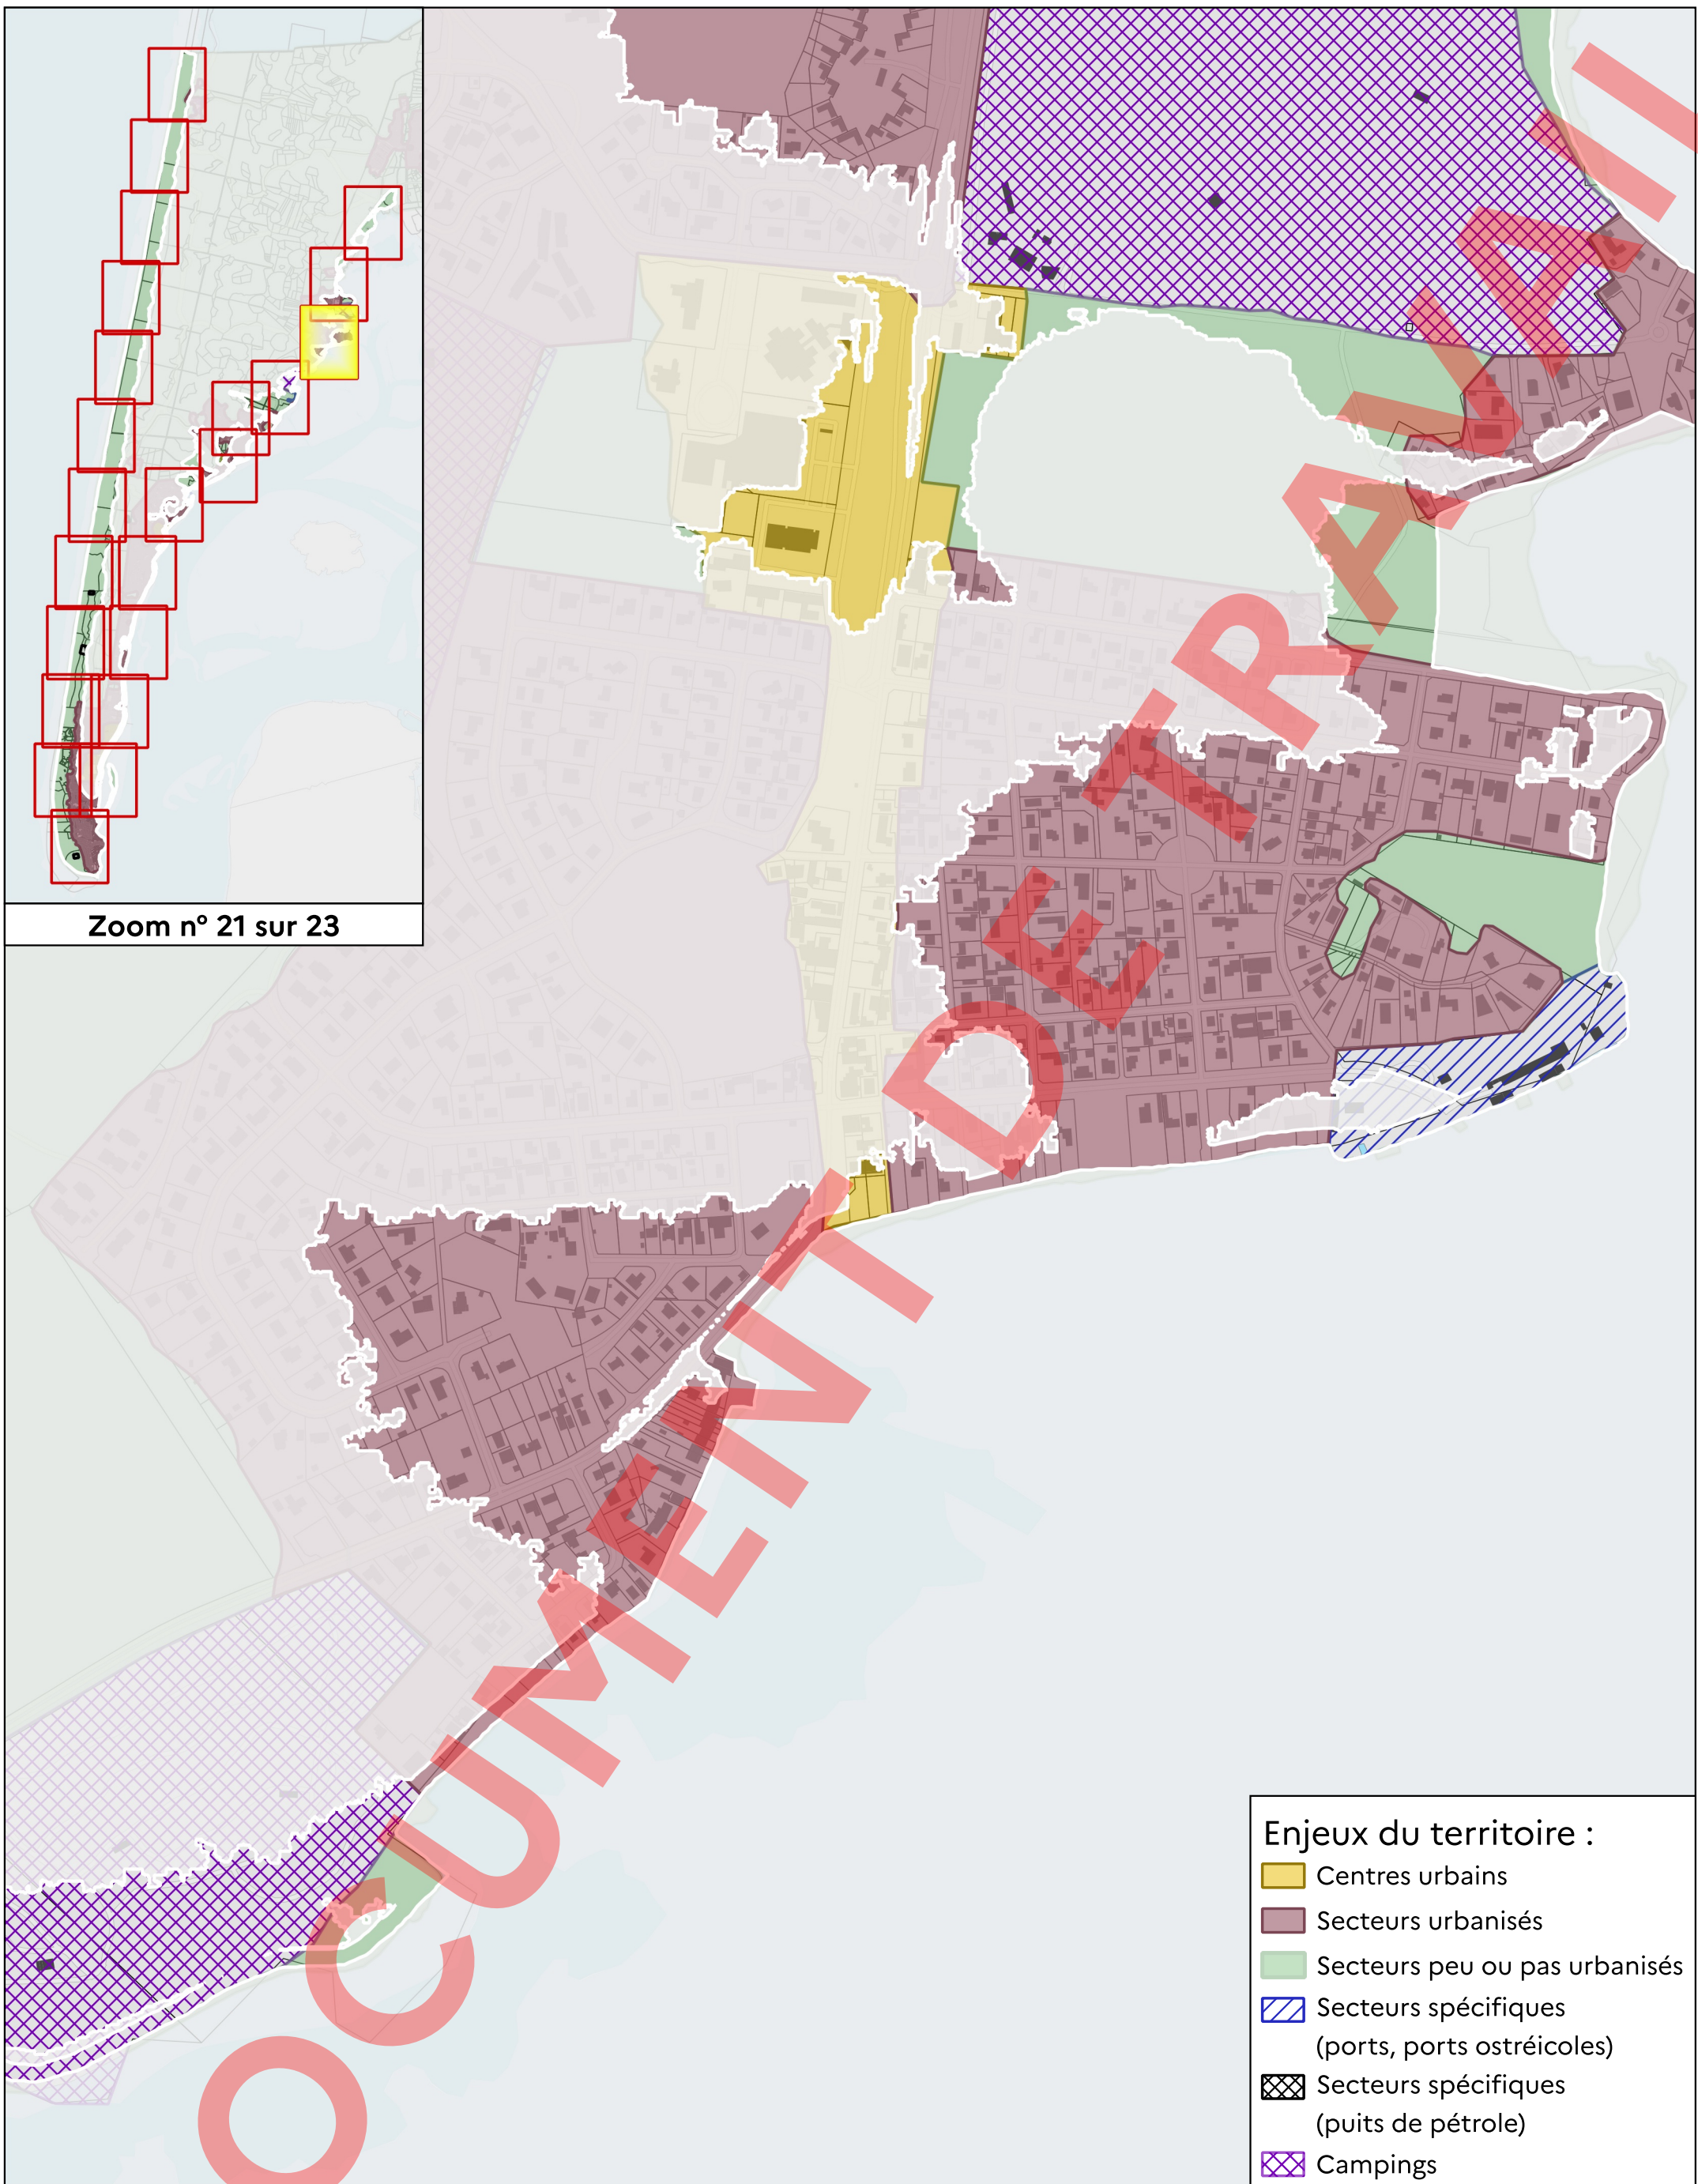 Zoom n° 21 sur 23
DOCUMENT DE TRAVAIL
Enjeux du territoire :
Centres urbains
Secteurs urbanisés
Secteurs peu ou pas urbanisés
Secteurs spécifiques
(ports, ports ostréicoles)
Secteurs spécifiques
(puits de pétrole)
Campings